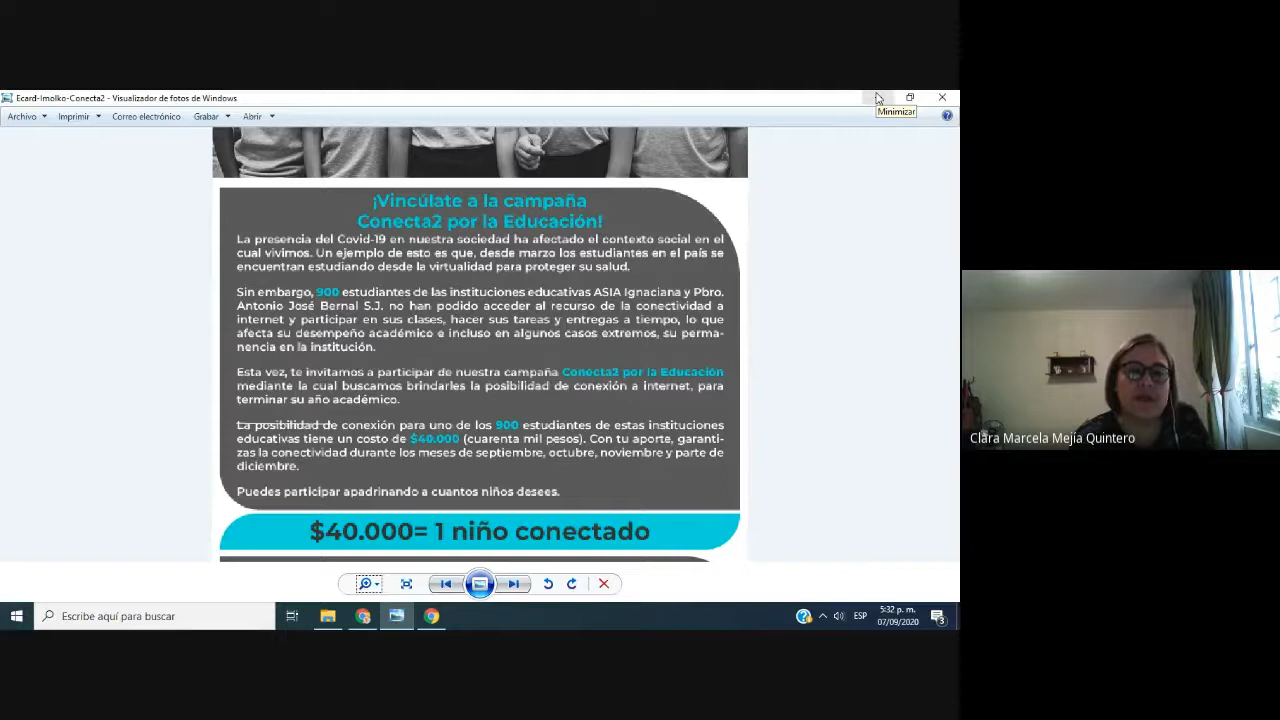 Ecard-Imolko-Conecta2 - Visualizador de fotos de Windows
Minimizar
Archivo Imprimir Correo electrónico Grabar Abrir
¡Vincúlate a la campaña
Conecta2 por la Educación!
La presencia del Covid-19 en nuestra sociedad ha afectado el contexto social en el
cual vivimos. Un ejemplo de esto es que, desde marzo los estudiantes en el país se
encuentran estudiando desde la virtualidad para proteger su salud.
Sin embargo, 900 estudiantes de las instituciones educativas ASIA Ignaciana y Pbro.
Antonio José Bernal S.J. no han podido acceder al recurso de la conectividad a
internet y participar en sus clases, hacer sus tareas y entregas a tiempo, lo que
afecta su desempeño académico e incluso en algunos casos extremos, su perma-
nencia en la institución.
Esta vez, te invitamos a participar de nuestra campaña Conecta2 por la Educación
mediante la cual buscamos brindarles la posibilidad de conexión a internet, para
terminar su año académico.
La posibilidad de conexión para uno de los 900 estudiantes de estas instituciones
educativas tiene un costo de $40.000 (cuarenta mil pesos). Con tu aporte, garanti-
zas la conectividad durante los meses de septiembre, octubre, noviembre y parte de
diciembre.
Puedes participar apadrinando a cuantos niños desees.
$40.000= 1 niño conectado
Escribe aquí para buscar
ESP
5:32 p. m.
07/09/2020
3
Clara Marcela Mejía Quintero